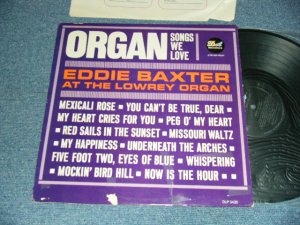 ORGAN SONGS
WE
LOVE
EDDIE BAXTER
AT THE LOWREY ORGAN
MEXICALI ROSE ▪ YOU CAN'T BE TRUE, DEAR
MY HEART CRIES FOR YOU ▪ PEG O' MY HEART
RED SAILS IN THE SUNSET ▪ MISSOURI WALTZ
MY HAPPINESS ▪ UNDERNEATH THE ARCHES
FIVE FOOT TWO, EYES OF BLUE ▪ WHISPERING
MOCKIN' BIRD HILL ▪ NOW IS THE HOUR
DLP 3435